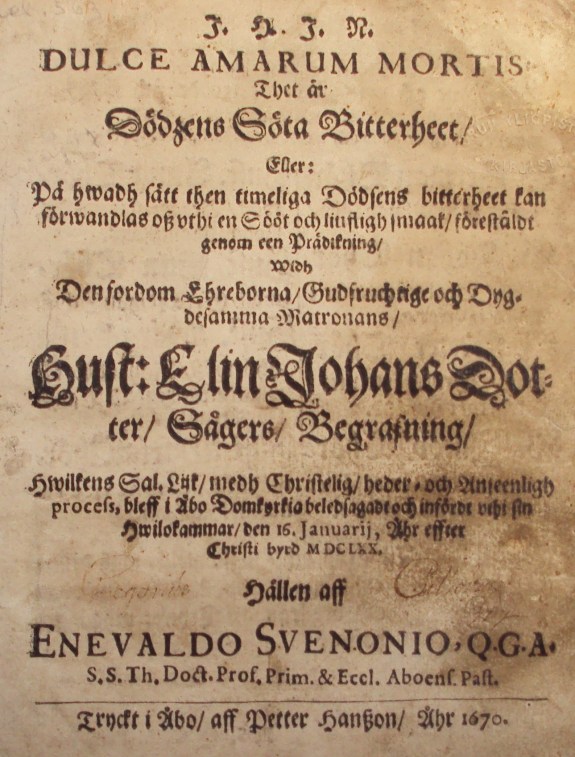 J. N. J. N.
DULCE AMARUM MORTIS
Thet är
Dödzens Söta Bitterheet/
Eller:
På hwadh sätt then timeliga Dödsens bitterheet kan
förwandlas oß vthi en Sööt och liufligh smaak/ förestäldt
genom een Prädikning/
Widh
Den fordom Ehreborna/ Gudfruchtige och Dyg-
desamma Matronans/
Hust: Elin Johans Dot-
ter/ Sågers/ Begrafning/
Hwilkens Sal. Lijk/ medh Christelig/ heder- och Anseenligh
process, bleff i Åbo Domkyrkia beledsagadt och infördt vthi sin
Hwilokammar/ den 16. Januarij, Åhr effter
Christi byrd MDCLXX.
Hållen aff
ENEVALDO SVENONIO, Q.G.A.
S. S. Th. Doct. Prof. Prim. & Eccl. Aboens. Past.
Tryckt i Åbo/ aff Petter Hanßon/ Åhr 1670.